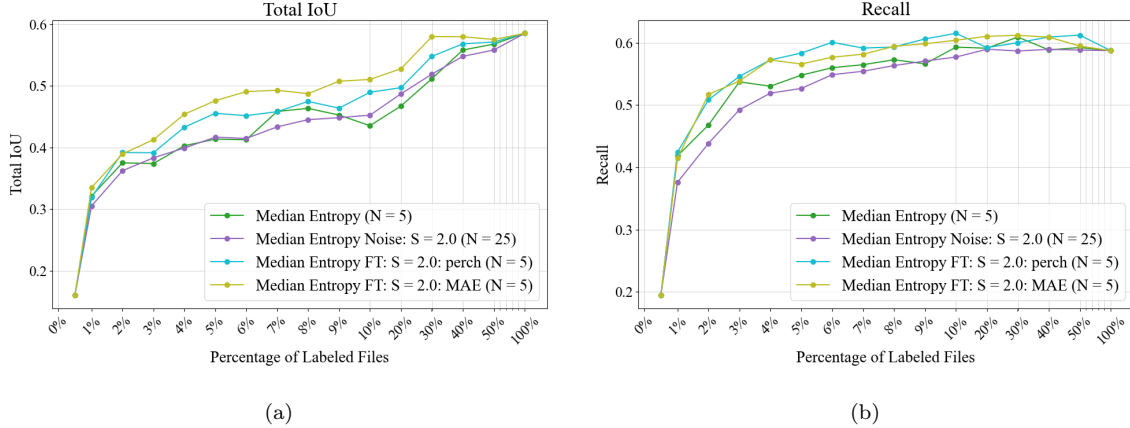 Total IoU
Total IoU
0.6
0.5
0.4
0.3
0.2
Median Entropy (N = 5)
Median Entropy Noise: S = 2.0 (N = 25)
Median Entropy FT: S = 2.0: perch (N = 5)
Median Entropy FT: S = 2.0: MAE (N = 5)
0% 1% 2% 3% 4% 5% 6% 7% 8% 9% 10% 20% 30% 40% 50% 100%
Percentage of Labeled Files
(a)
Recall
Recall
0.6
0.5
0.4
0.3
0.2
Median Entropy (N = 5)
Median Entropy Noise: S = 2.0 (N = 25)
Median Entropy FT: S = 2.0: perch (N = 5)
Median Entropy FT: S = 2.0: MAE (N = 5)
0% 1% 2% 3% 4% 5% 6% 7% 8% 9% 10% 20% 30% 40% 50% 100%
Percentage of Labeled Files
(b)